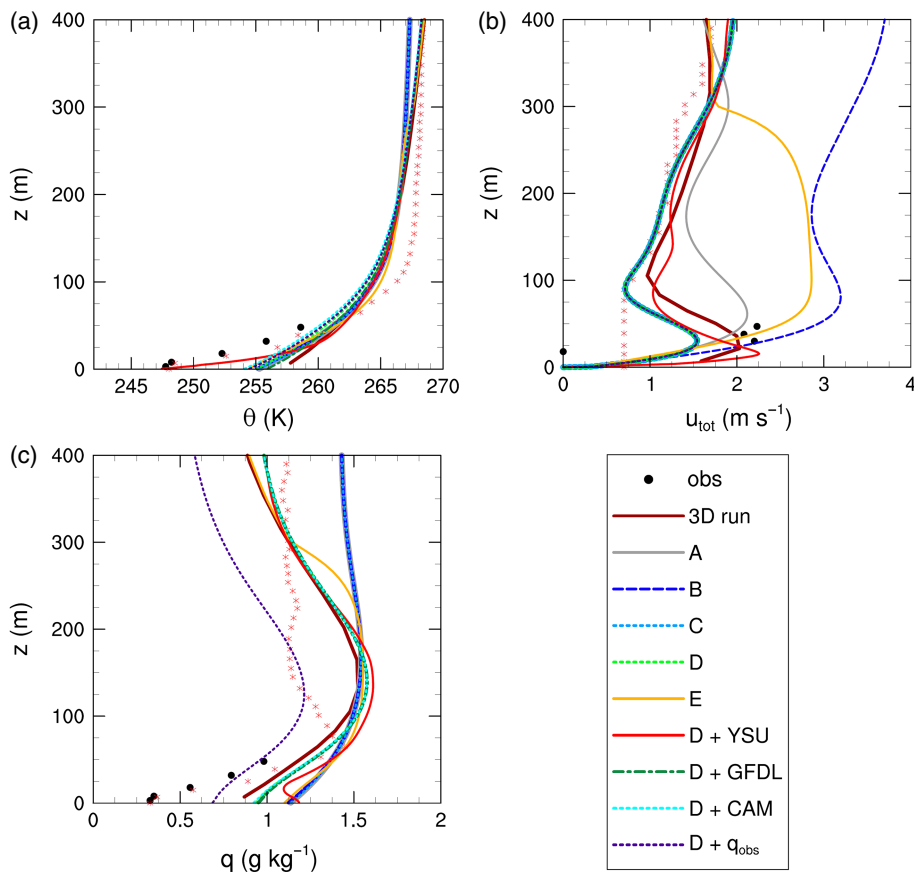 (a)
400
300
200
100
0
z (m)
245 250 255 260 265 270
θ (K)
(b)
400
300
200
100
0
z (m)
0 1 2 3 4
u_tot (m s⁻¹)
(c)
400
300
200
100
0
z (m)
0 0.5 1 1.5 2
q (g kg⁻¹)
obs
3D run
A
B
C
D
E
D + YSU
D + GFDL
D + CAM
D + q_obs